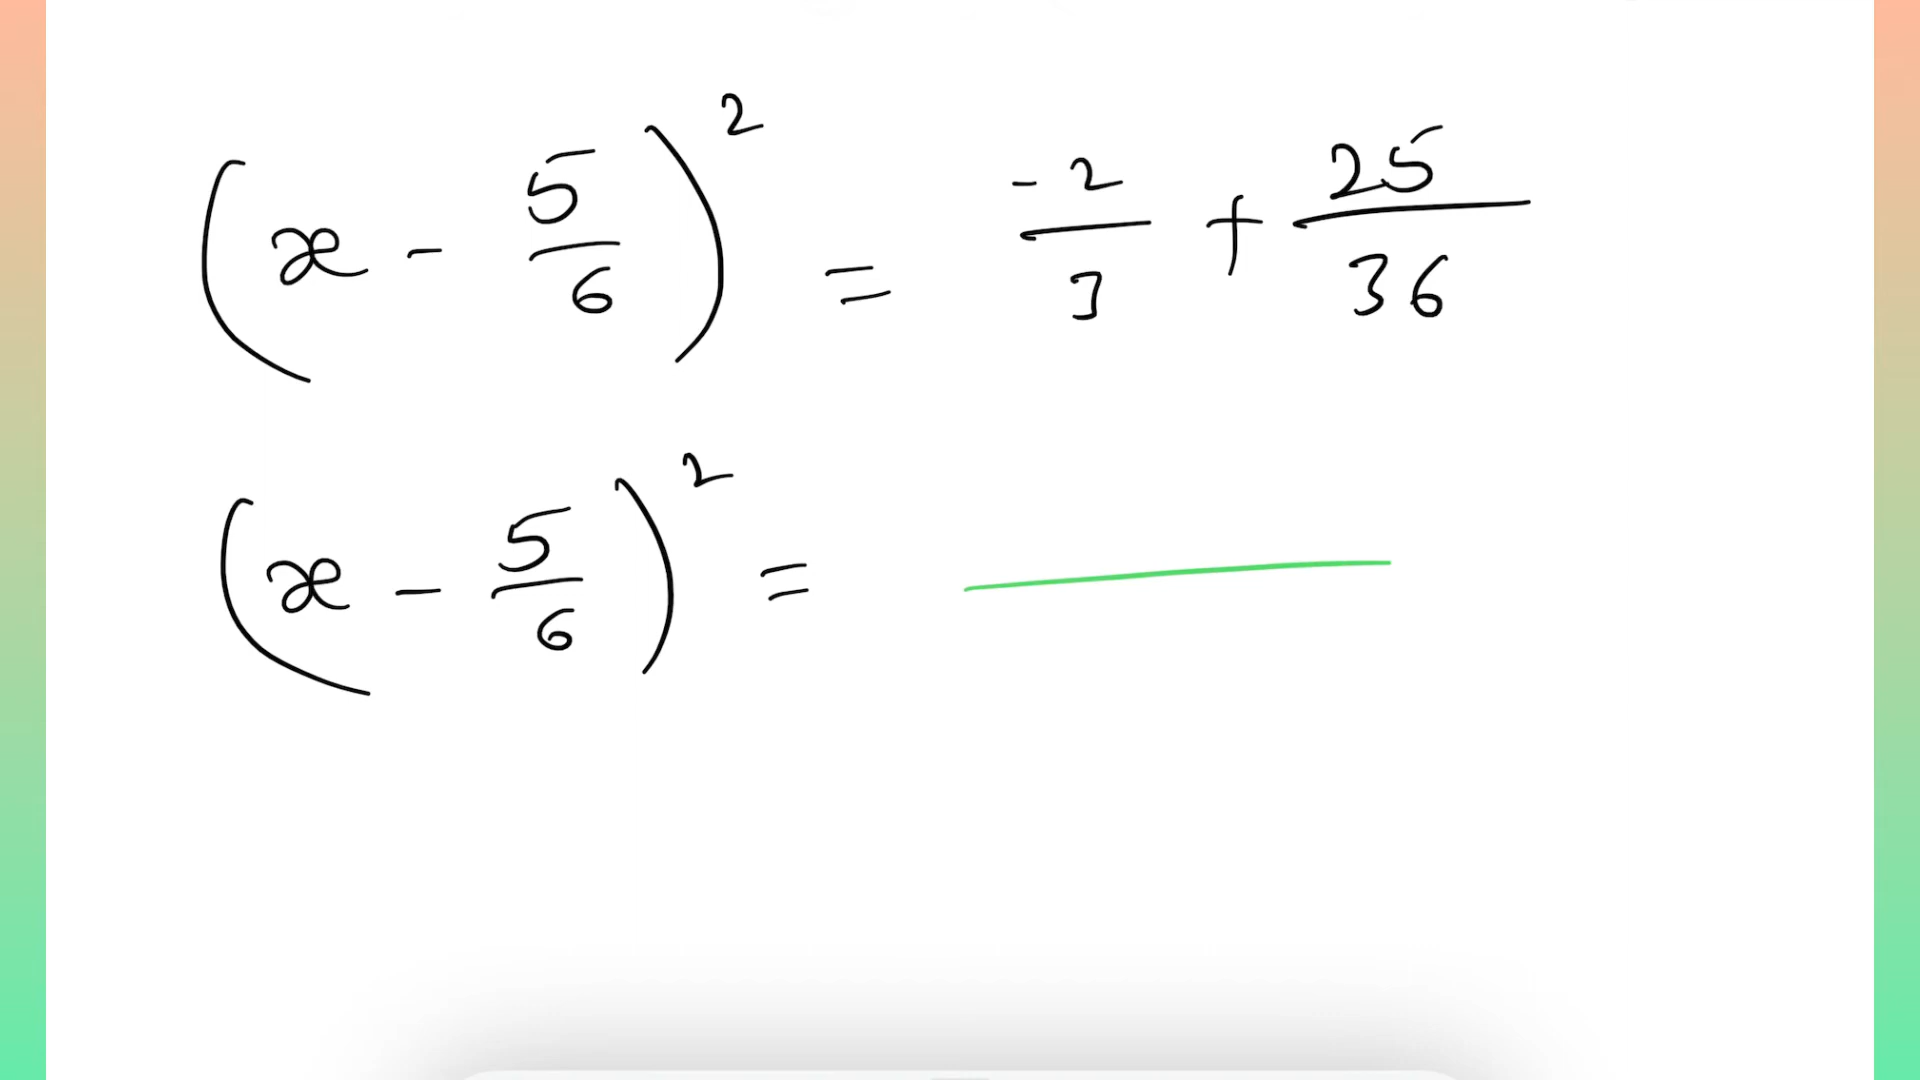 (x - 5/6)² = -2/3 + 25/36
(x - 5/6)² =